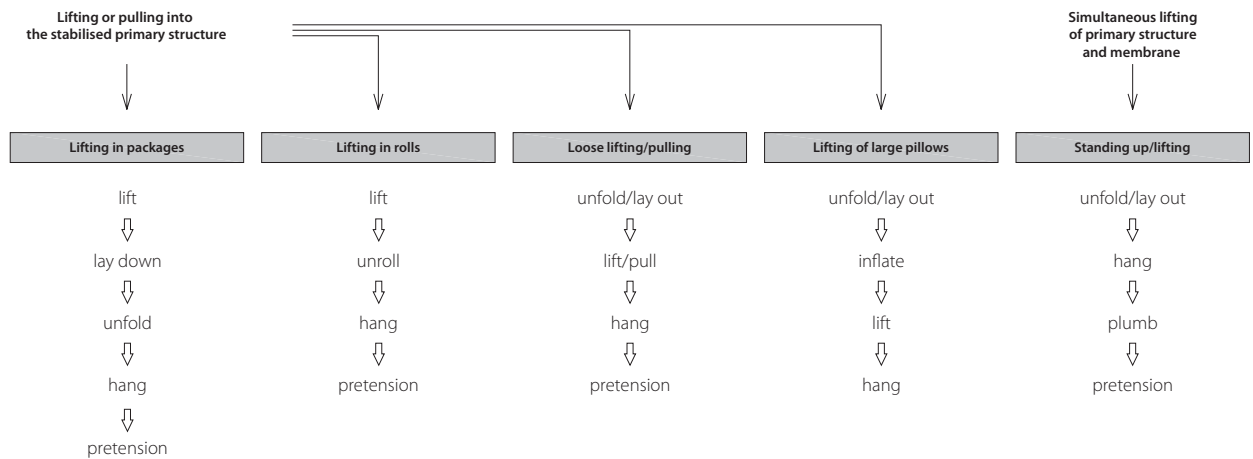 Lifting or pulling into
the stabilised primary structure
Simultaneous lifting
of primary structure
and membrane
Lifting in packages
lift
lay down
unfold
hang
pretension
Lifting in rolls
lift
unroll
hang
pretension
Loose lifting/pulling
unfold/lay out
lift/pull
hang
pretension
Lifting of large pillows
unfold/lay out
inflate
lift
hang
Standing up/lifting
unfold/lay out
hang
plumb
pretension